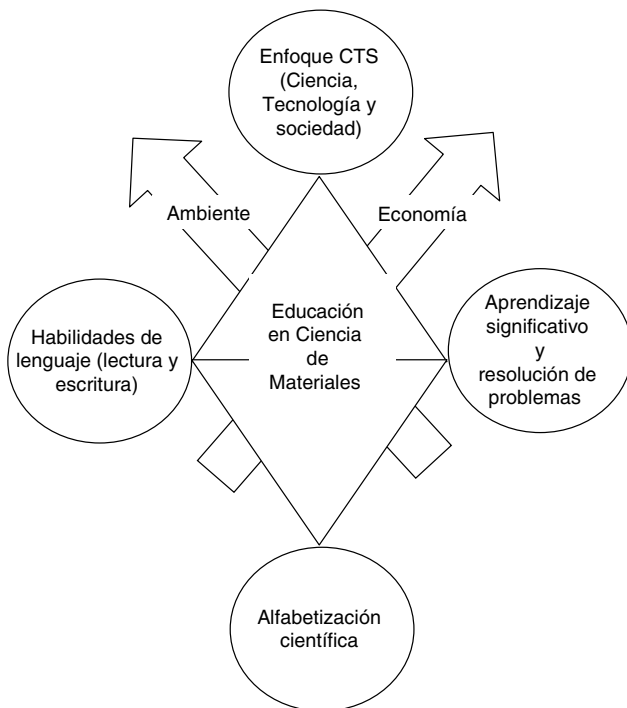 Enfoque CTS
(Ciencia,
Tecnología y
sociedad)
Ambiente
Economía
Habilidades de
lenguaje (lectura y
escritura)
Educación
en Ciencia
de
Materiales
Aprendizaje
significativo
y
resolución de
problemas
Alfabetización
científica